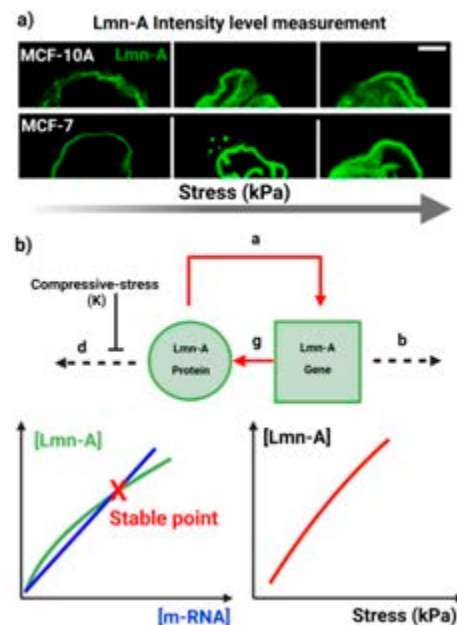 a) Lmn-A Intensity level measurement
MCF-10A Lmn-A
MCF-7
Stress (kPa)
b)
a
Compressive-stress
(K)
d
Lmn-A
Protein
g
Lmn-A
Gene
b
[Lmn-A]
X
Stable point
[m-RNA]
[Lmn-A]
Stress (kPa)